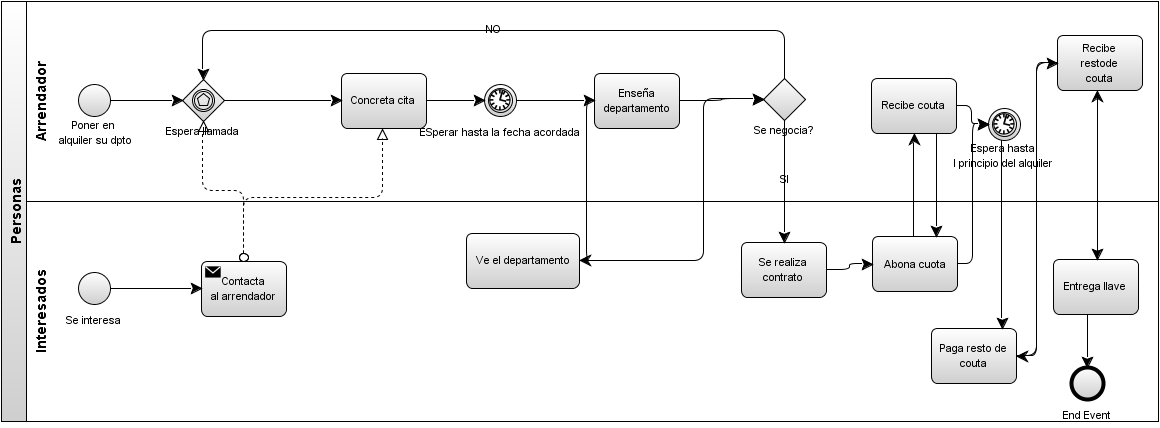 Personas
Arrendador
Interesados
NO
Poner en
alquiler su dpto
Espera llamada
Concreta cita
ESperar hasta la fecha acordada
Enseña
departamento
Se negocia?
SI
Recibe couta
Espera hasta
l principio del alquiler
Recibe
restode
couta
Se interesa
Contacta
al arrendador
Ve el departamento
Se realiza
contrato
Abona cuota
Paga resto de
couta
Entrega llave
End Event